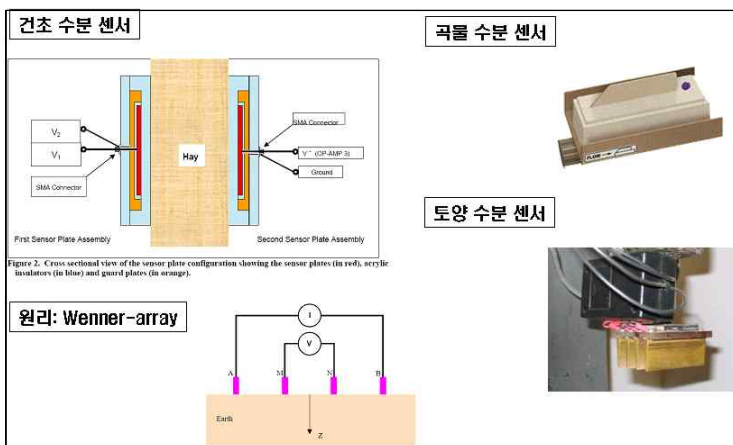 건초 수분 센서
곡물 수분 센서
V₂
V₁
SMA Connector
Hay
SMA Connector
V⁻ (OP-AMP 3)
Ground
First Sensor Plate Assembly
Second Sensor Plate Assembly
Figure 2. Cross sectional view of the sensor plate configuration showing the sensor plates (in red), acrylic
insulators (in blue) and guard plates (in orange).
FLOW
토양 수분 센서
원리: Wenner-array
I
V
A
M
N
B
Earth
Z